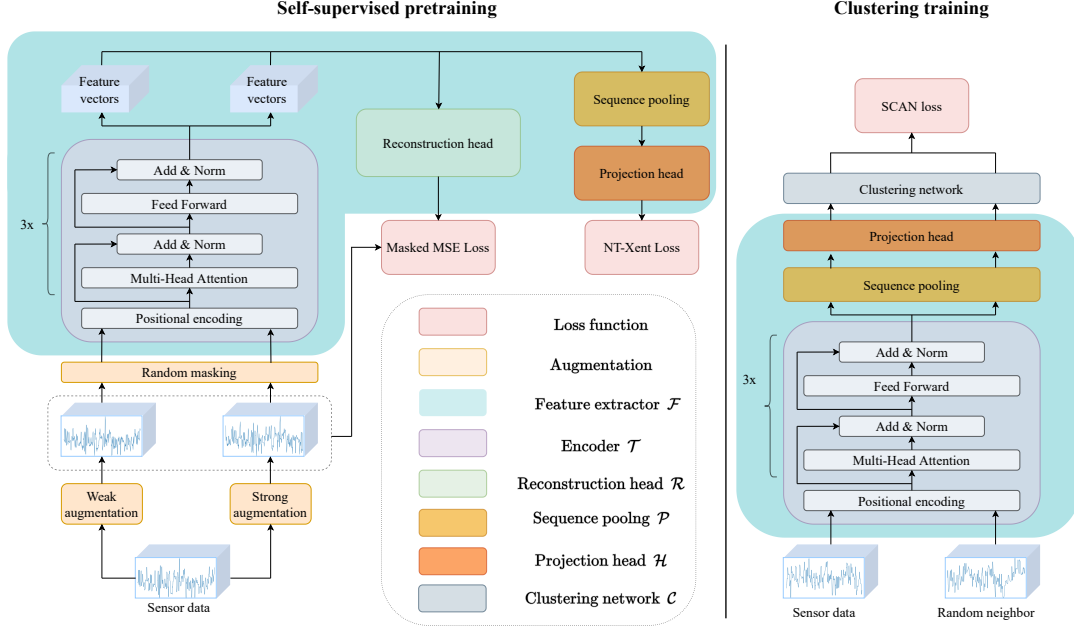 Self-supervised pretraining
Feature
vectors
Feature
vectors
Reconstruction head
Sequence pooling
Projection head
3x
Add & Norm
Feed Forward
Add & Norm
Multi-Head Attention
Positional encoding
Masked MSE Loss
NT-Xent Loss
Random masking
Weak
augmentation
Strong
augmentation
Sensor data
Loss function
Augmentation
Feature extractor F
Encoder T
Reconstruction head R
Sequence poolng P
Projection head H
Clustering network C
Clustering training
SCAN loss
Clustering network
Projection head
Sequence pooling
3x
Add & Norm
Feed Forward
Add & Norm
Multi-Head Attention
Positional encoding
Sensor data
Random neighbor